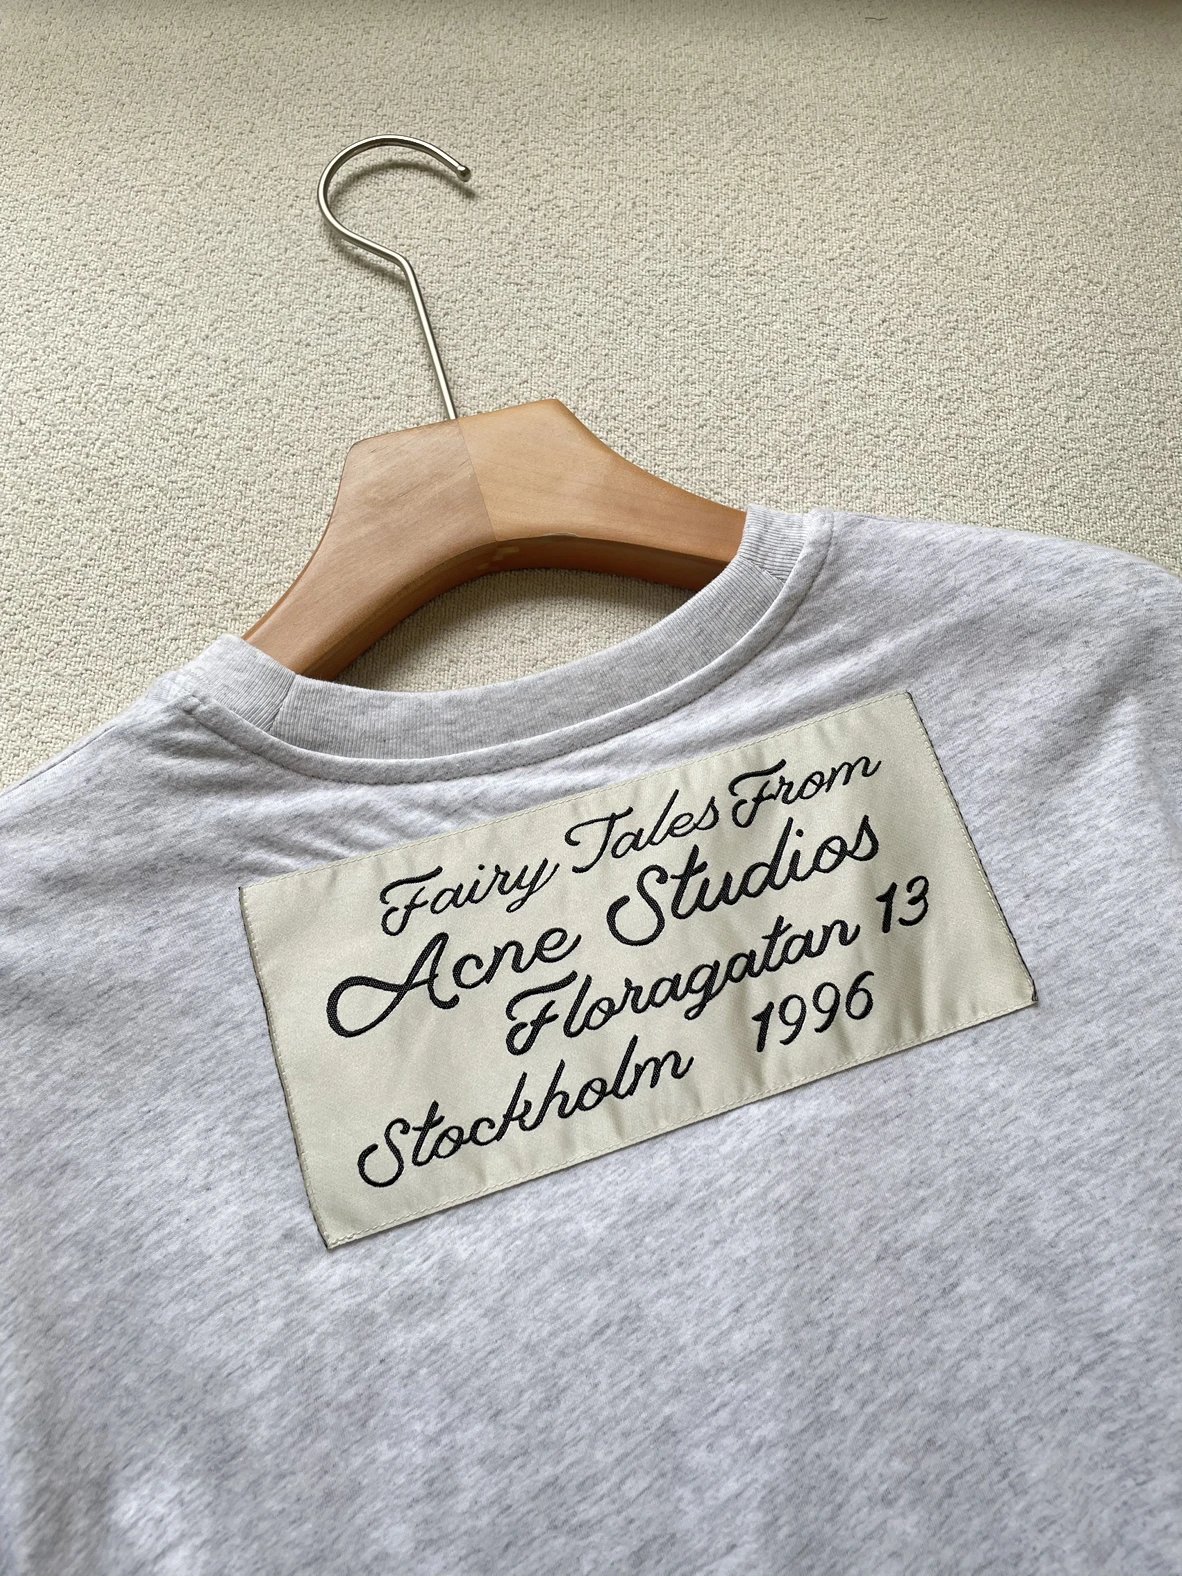 Fairy Tales From
Acne Studios
Floragatan 13
Stockholm 1996